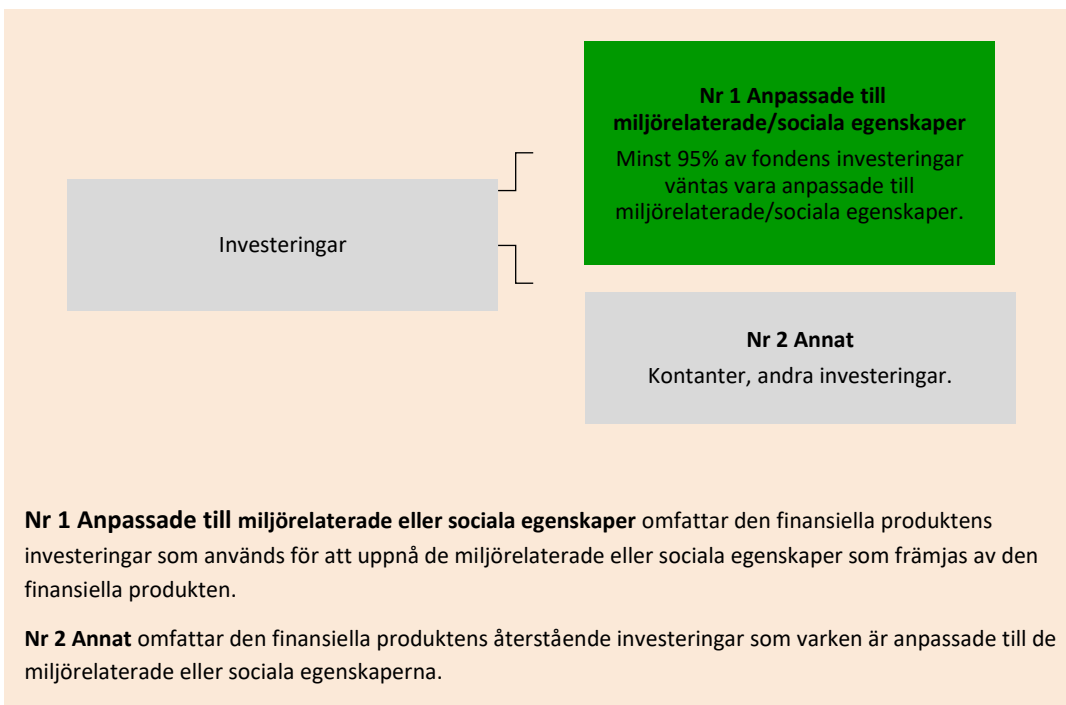 Nr 1 Anpassade till
miljörelaterade/sociala egenskaper
Minst 95% av fondens investeringar
väntas vara anpassade till
miljörelaterade/sociala egenskaper.
Investeringar
Nr 2 Annat
Kontanter, andra investeringar.
Nr 1 Anpassade till miljörelaterade eller sociala egenskaper omfattar den finansiella produktens
investeringar som används för att uppnå de miljörelaterade eller sociala egenskaper som främjas av den
finansiella produkten.
Nr 2 Annat omfattar den finansiella produktens återstående investeringar som varken är anpassade till de
miljörelaterade eller sociala egenskaperna.